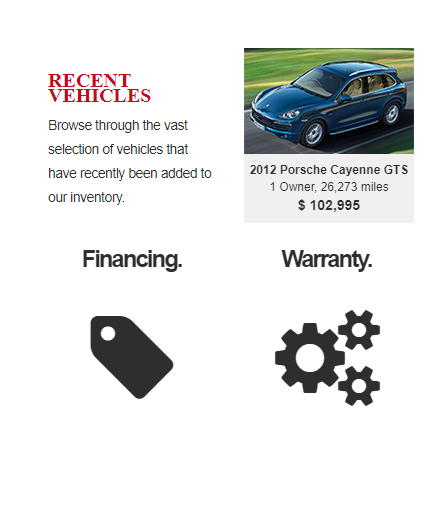 RECENT
VEHICLES
Browse through the vast
selection of vehicles that
have recently been added to
our inventory.
2012 Porsche Cayenne GTS
1 Owner, 26,273 miles
$ 102,995
Financing.
Warranty.